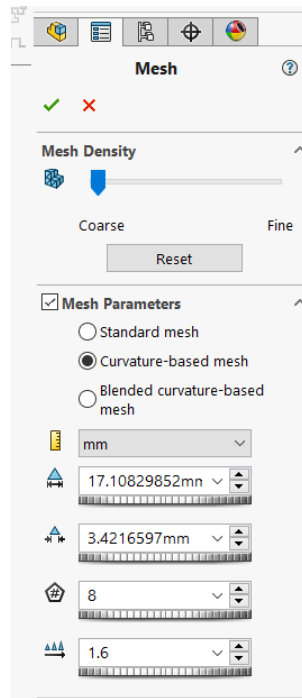 Mesh
Mesh Density
Coarse Fine
Reset
Mesh Parameters
Standard mesh
Curvature-based mesh
Blended curvature-based
mesh
mm
17.10829852mm
3.4216597mm
8
1.6